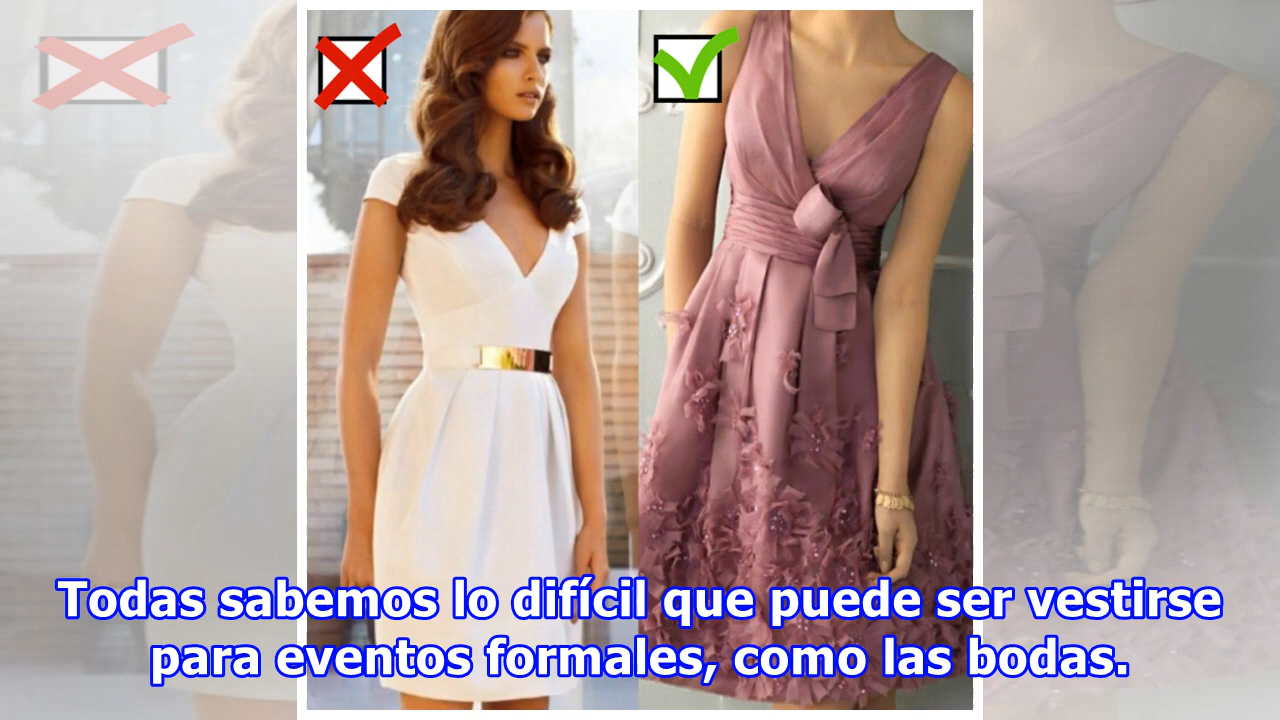 Todas sabemos lo difícil que puede ser vestirse
para eventos formales, como las bodas.